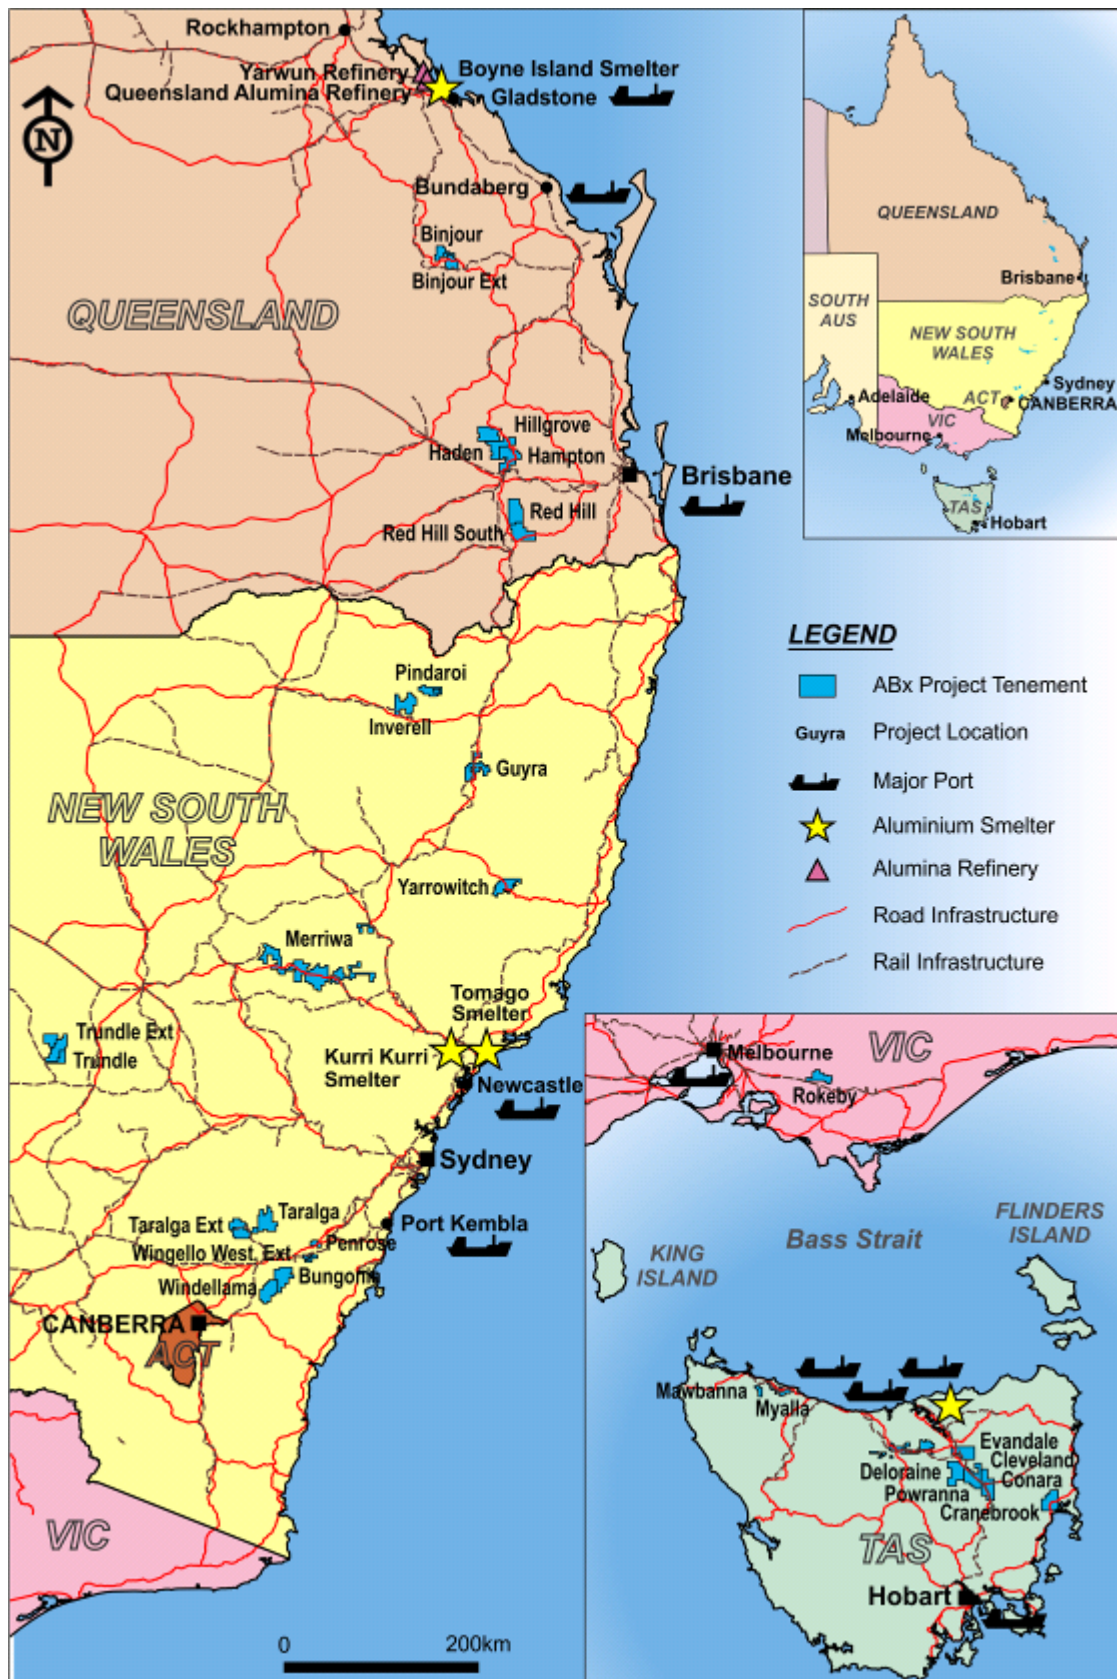 Rockhampton
Yarwun Refinery
Queensland Alumina Refinery
Boyne Island Smelter
Gladstone
N
Bundaberg
Binjour
Binjour Ext
QUEENSLAND
Hillgrove
Haden
Hampton
Brisbane
Red Hill
Red Hill South
Pindaroi
Inverell
Guyra
NEW SOUTH
WALES
Yarrowitch
Merriwa
Tomago
Smelter
Trundle Ext
Trundle
Kurri Kurri
Smelter
Newcastle
Sydney
Taralga Ext
Taralga
Port Kembla
Wingello West, Ext
Penrose
Bungonia
Windellama
CANBERRA
ACT
VIC
0
200km
QUEENSLAND
Brisbane
SOUTH
AUS
NEW SOUTH
WALES
Sydney
ACT
CANBERRA
Adelaide
VIC
Melbourne
TAS
Hobart
LEGEND
ABx Project Tenement
Guyra
Project Location
Major Port
Aluminium Smelter
Alumina Refinery
Road Infrastructure
Rail Infrastructure
Melbourne
VIC
Rokeby
FLINDERS
ISLAND
Bass Strait
KING
ISLAND
Mawbanna
Myalla
Evandale
Cleveland
Deloraine
Conara
Powranna
Cranebrook
TAS
Hobart